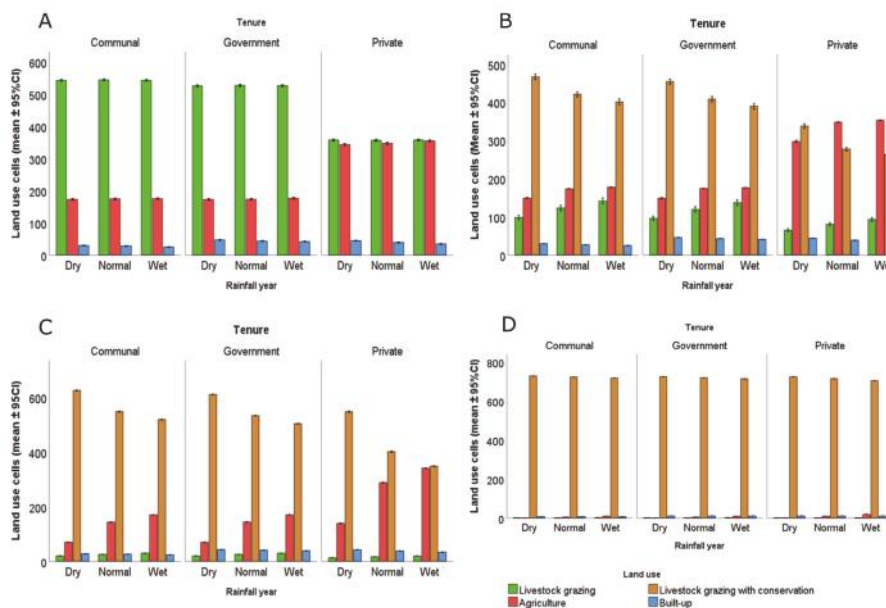 A
Tenure
Communal Government Private
Land use cells (mean ± 95%CI)
600
500
400
300
200
100
0
Dry Normal Wet Dry Normal Wet Dry Normal Wet
Rainfall year
B
Tenure
Communal Government Private
Land use cells (Mean ± 95%CI)
500
400
300
200
100
0
Dry Normal Wet Dry Normal Wet Dry Normal We
Rainfall year
C
Tenure
Communal Government Private
Land use cells (mean ± 95CI)
600
400
200
0
Dry Normal Wet Dry Normal Wet Dry Normal Wet
Rainfall year
D
Tenure
Communal Government Private
Land use cells (mean ± 95%CI)
800
600
400
200
0
Dry Normal Wet Dry Normal Wet Dry Normal Wet
Rainfall year
Land use
Livestock grazing Livestock grazing with conservation
Agriculture Built-up